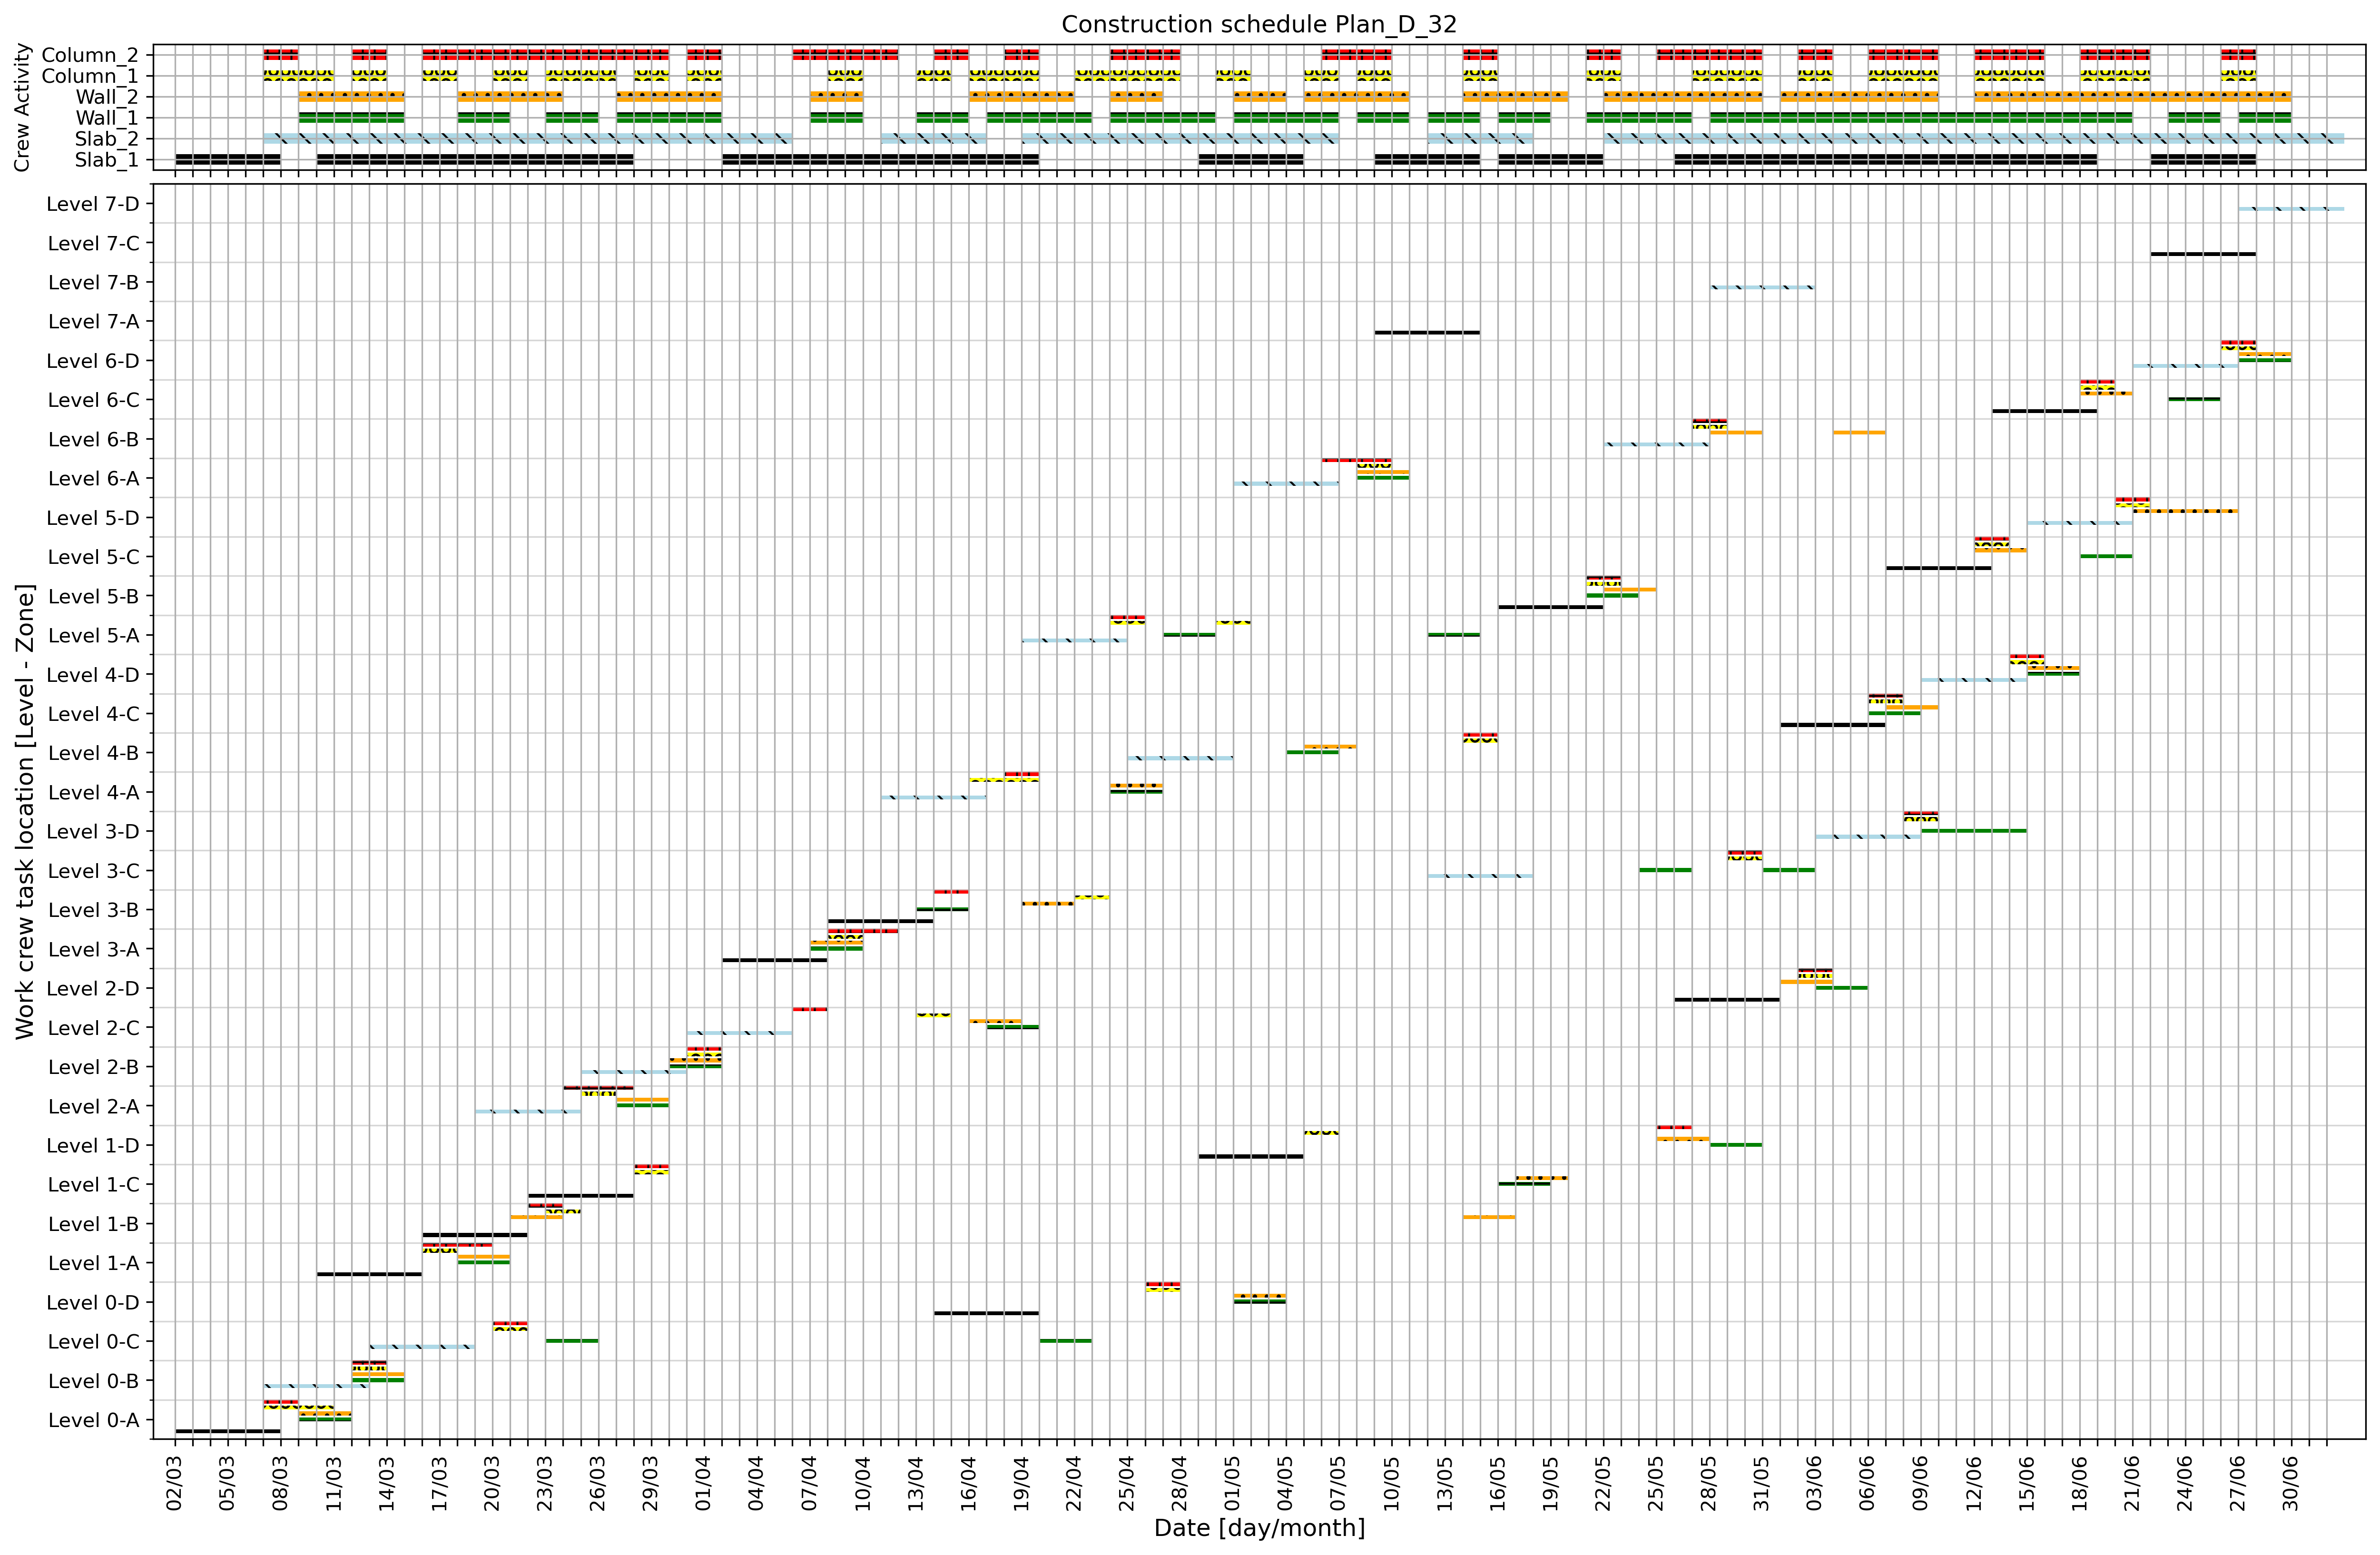 Construction schedule Plan_D_32
Crew Activity
Column_2
Column_1
Wall_2
Wall_1
Slab_2
Slab_1
Work crew task location [Level - Zone]
Level 7-D
Level 7-C
Level 7-B
Level 7-A
Level 6-D
Level 6-C
Level 6-B
Level 6-A
Level 5-D
Level 5-C
Level 5-B
Level 5-A
Level 4-D
Level 4-C
Level 4-B
Level 4-A
Level 3-D
Level 3-C
Level 3-B
Level 3-A
Level 2-D
Level 2-C
Level 2-B
Level 2-A
Level 1-D
Level 1-C
Level 1-B
Level 1-A
Level 0-D
Level 0-C
Level 0-B
Level 0-A
02/03 05/03 08/03 11/03 14/03 17/03 20/03 23/03 26/03 29/03 01/04 04/04 07/04 10/04 13/04 16/04 19/04 22/04 25/04 28/04 01/05 04/05 07/05 10/05 13/05 16/05 19/05 22/05 25/05 28/05 31/05 03/06 06/06 09/06 12/06 15/06 18/06 21/06 24/06 27/06 30/06
Date [day/month]